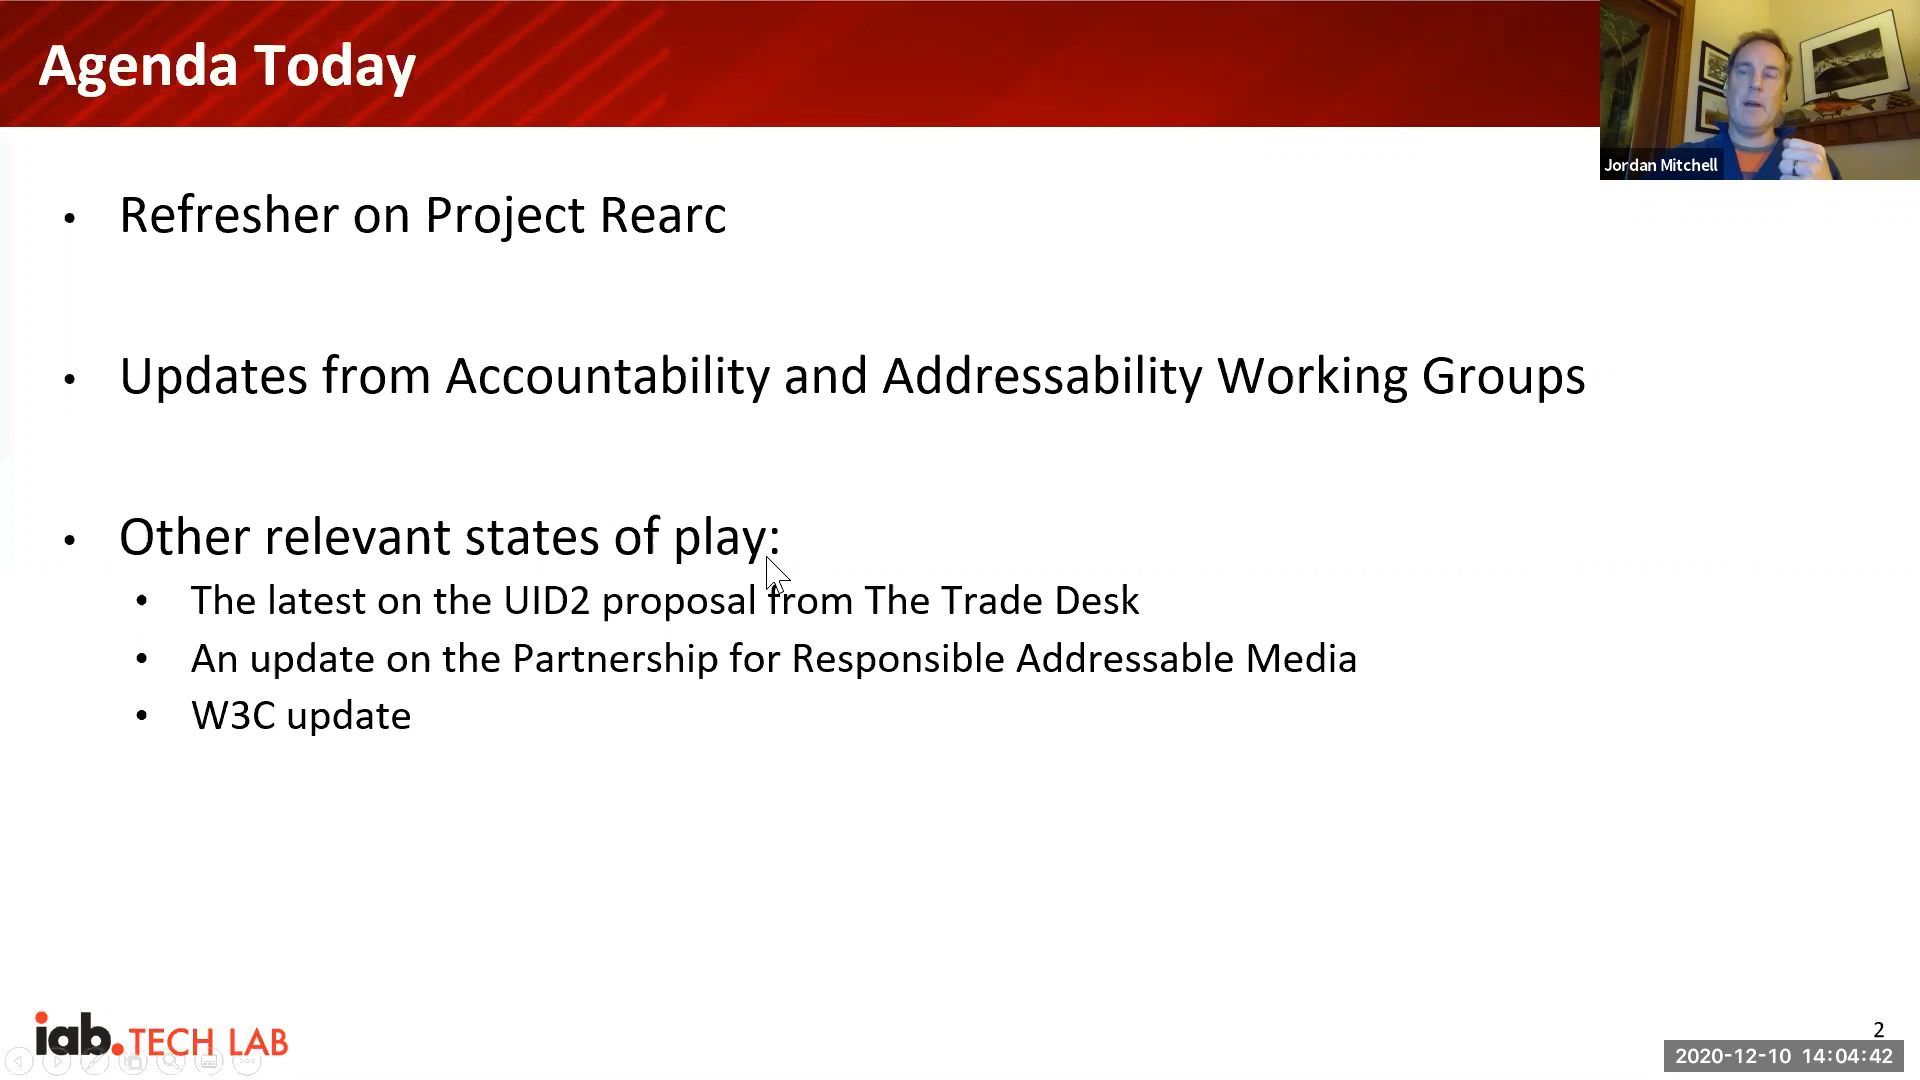 Agenda Today
Jordan Mitchell
• Refresher on Project Rearc
• Updates from Accountability and Addressability Working Groups
• Other relevant states of play:
• The latest on the UID2 proposal from The Trade Desk
• An update on the Partnership for Responsible Addressable Media
• W3C update
iab.TECH LAB
2
2020-12-10 14:04:42